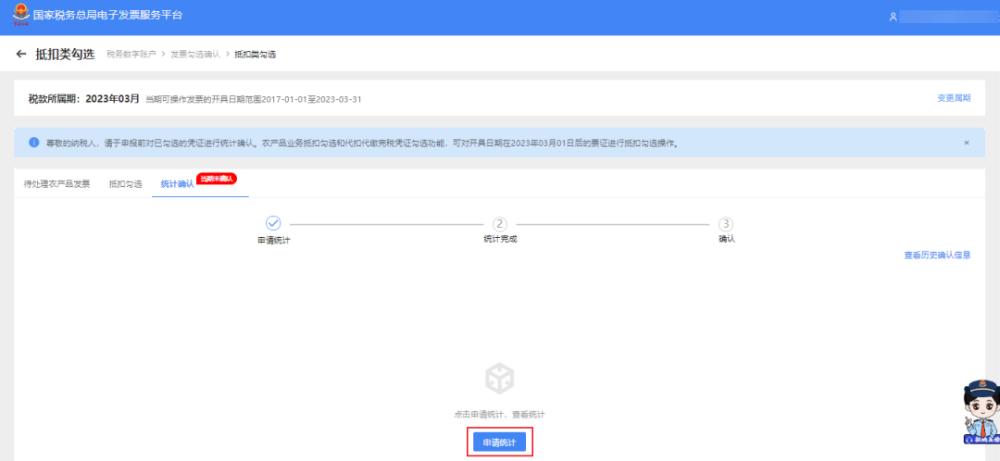 国家税务总局电子发票服务平台
抵扣类勾选 税务数字账户 > 发票勾选确认 > 抵扣类勾选
税款所属期：2023年03月 当期可操作发票的开具日期范围2017-01-01至2023-03-31 变更属期
尊敬的纳税人，请于申报前对已勾选的凭证进行统计确认。农产品业务抵扣勾选和代扣代缴完税凭证勾选功能，可对开具日期在2023年03月01日后的票证进行抵扣勾选操作。
待处理农产品发票 抵扣勾选 统计确认 当期未确认
2 3
申请统计 统计完成 确认
查看历史确认信息
点击申请统计，查看统计
申请统计